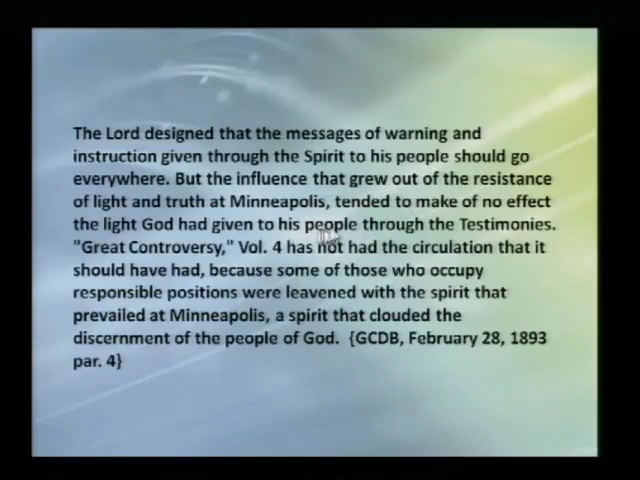 The Lord designed that the messages of warning and
instruction given through the Spirit to his people should go
everywhere. But the influence that grew out of the resistance
of light and truth at Minneapolis, tended to make of no effect
the light God had given to his people through the Testimonies.
"Great Controversy," Vol. 4 has not had the circulation that it
should have had, because some of those who occupy
responsible positions were leavened with the spirit that
prevailed at Minneapolis, a spirit that clouded the
discernment of the people of God.  {GCDB, February 28, 1893
par. 4}